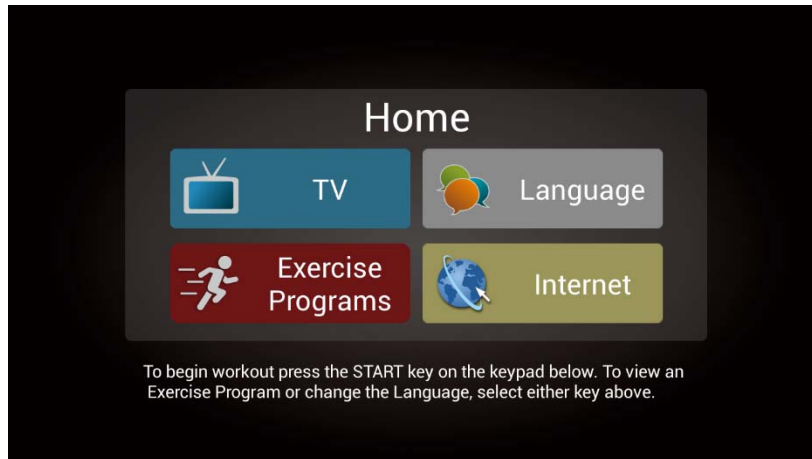 Home
TV
Language
Exercise
Programs
Internet
To begin workout press the START key on the keypad below. To view an
Exercise Program or change the Language, select either key above.